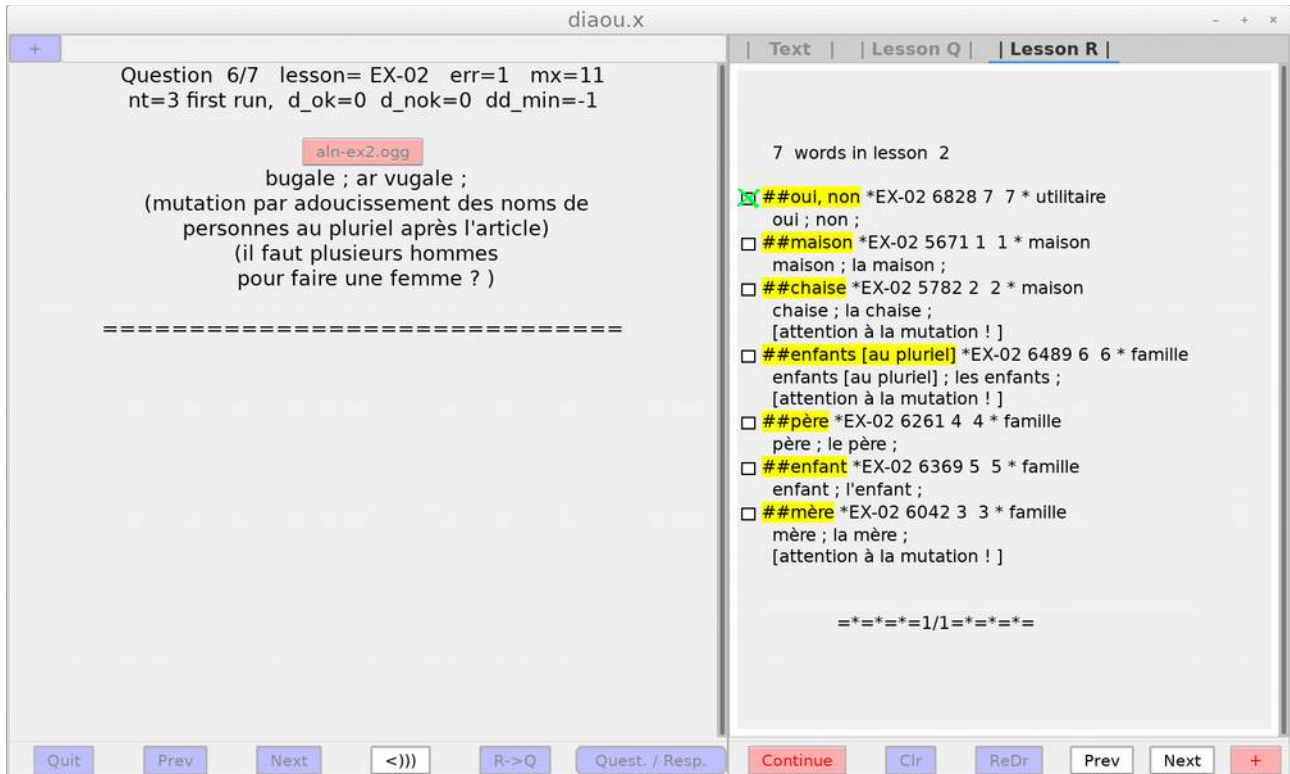 diaou.x
- + ×
+
Question 6/7 lesson= EX-02 err=1 mx=11
nt=3 first run, d_ok=0 d_nok=0 dd_min=-1
aln-ex2.ogg
bugale ; ar vugale ;
(mutation par adoucissement des noms de
personnes au pluriel après l'article)
(il faut plusieurs hommes
pour faire une femme ? )
==============================
Quit Prev Next <))) R->Q Quest. / Resp.
| Text | | Lesson Q | | Lesson R |
7 words in lesson 2
##oui, non *EX-02 6828 7 7 * utilitaire
oui ; non ;
##maison *EX-02 5671 1 1 * maison
maison ; la maison ;
##chaise *EX-02 5782 2 2 * maison
chaise ; la chaise ;
[attention à la mutation ! ]
##enfants [au pluriel] *EX-02 6489 6 6 * famille
enfants [au pluriel] ; les enfants ;
[attention à la mutation ! ]
##père *EX-02 6261 4 4 * famille
père ; le père ;
##enfant *EX-02 6369 5 5 * famille
enfant ; l'enfant ;
##mère *EX-02 6042 3 3 * famille
mère ; la mère ;
[attention à la mutation ! ]
=*=*=*=1/1=*=*=*=
Continue Clr ReDr Prev Next +